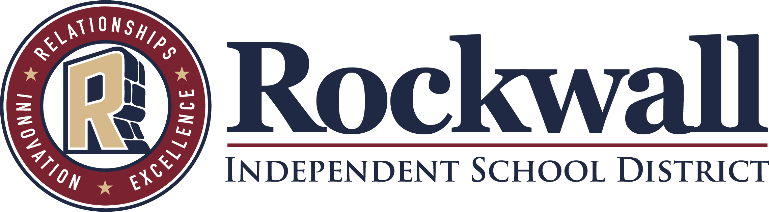 RELATIONSHIPS
INNOVATION
EXCELLENCE
R
Rockwall
INDEPENDENT SCHOOL DISTRICT